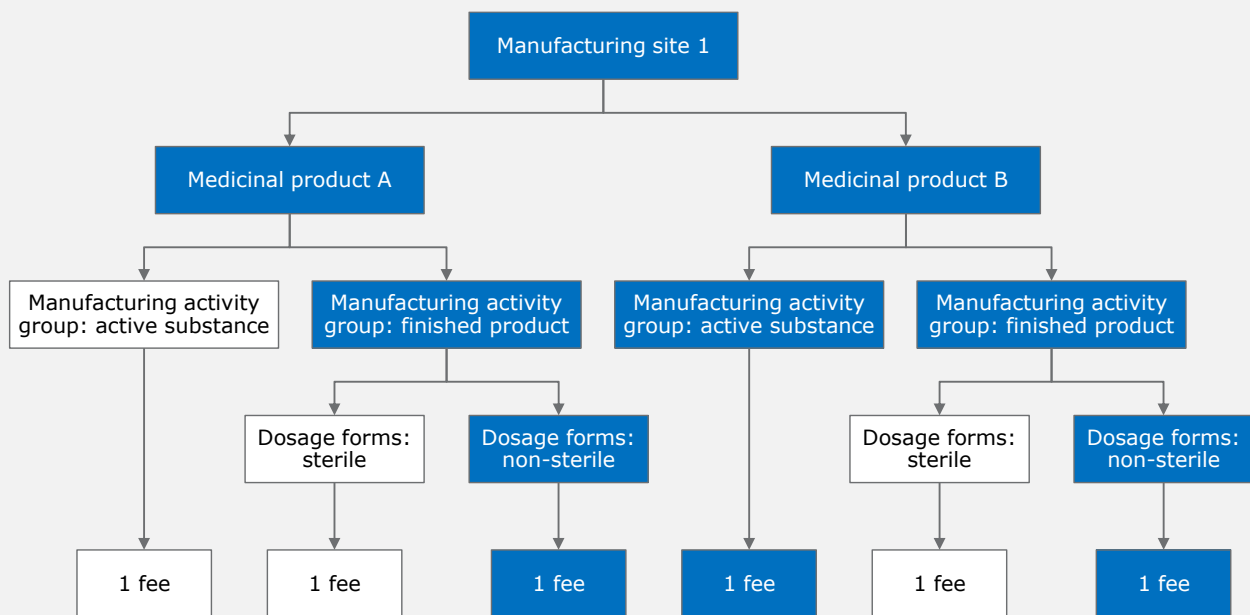 Manufacturing site 1
Medicinal product A
Medicinal product B
Manufacturing activity
group: active substance
Manufacturing activity
group: finished product
Manufacturing activity
group: active substance
Manufacturing activity
group: finished product
Dosage forms:
sterile
Dosage forms:
non-sterile
Dosage forms:
sterile
Dosage forms:
non-sterile
1 fee
1 fee
1 fee
1 fee
1 fee
1 fee